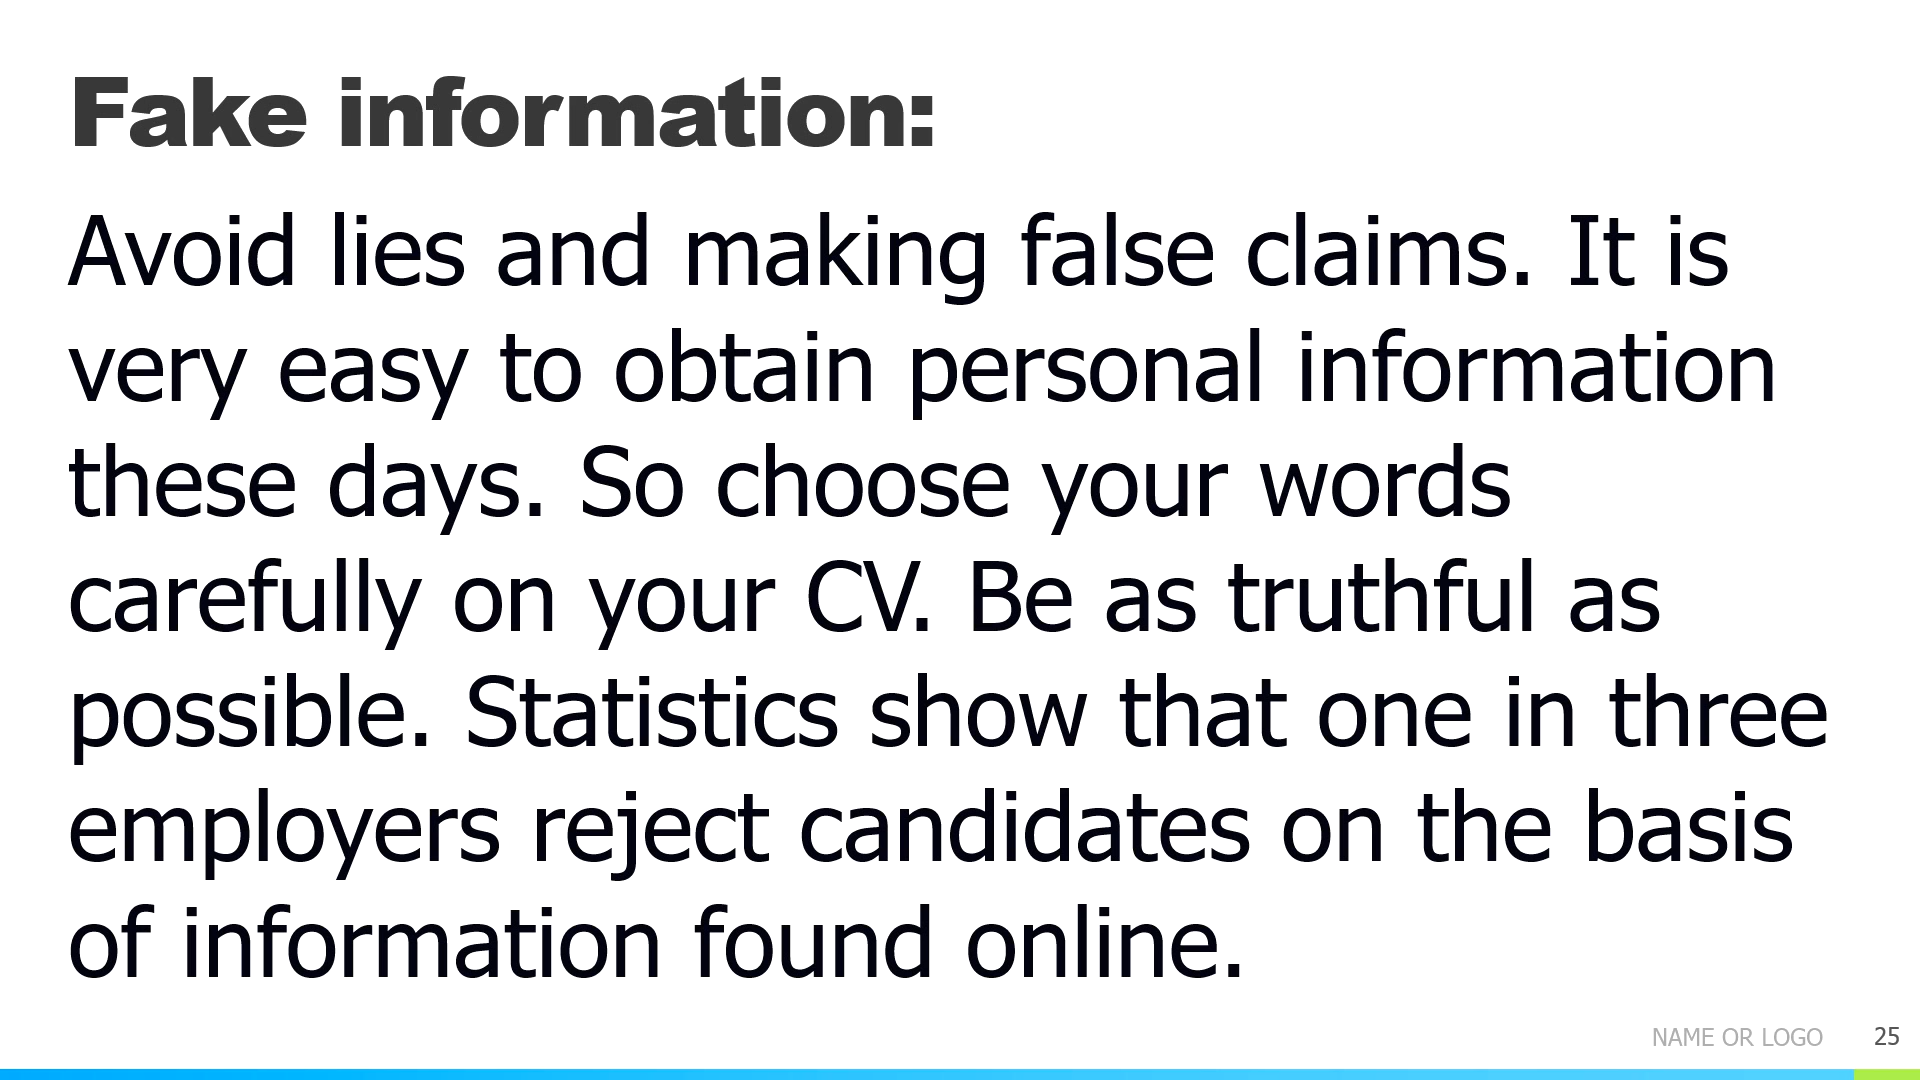 Fake information:
Avoid lies and making false claims. It is
very easy to obtain personal information
these days. So choose your words
carefully on your CV. Be as truthful as
possible. Statistics show that one in three
employers reject candidates on the basis
of information found online.
NAME OR LOGO 25